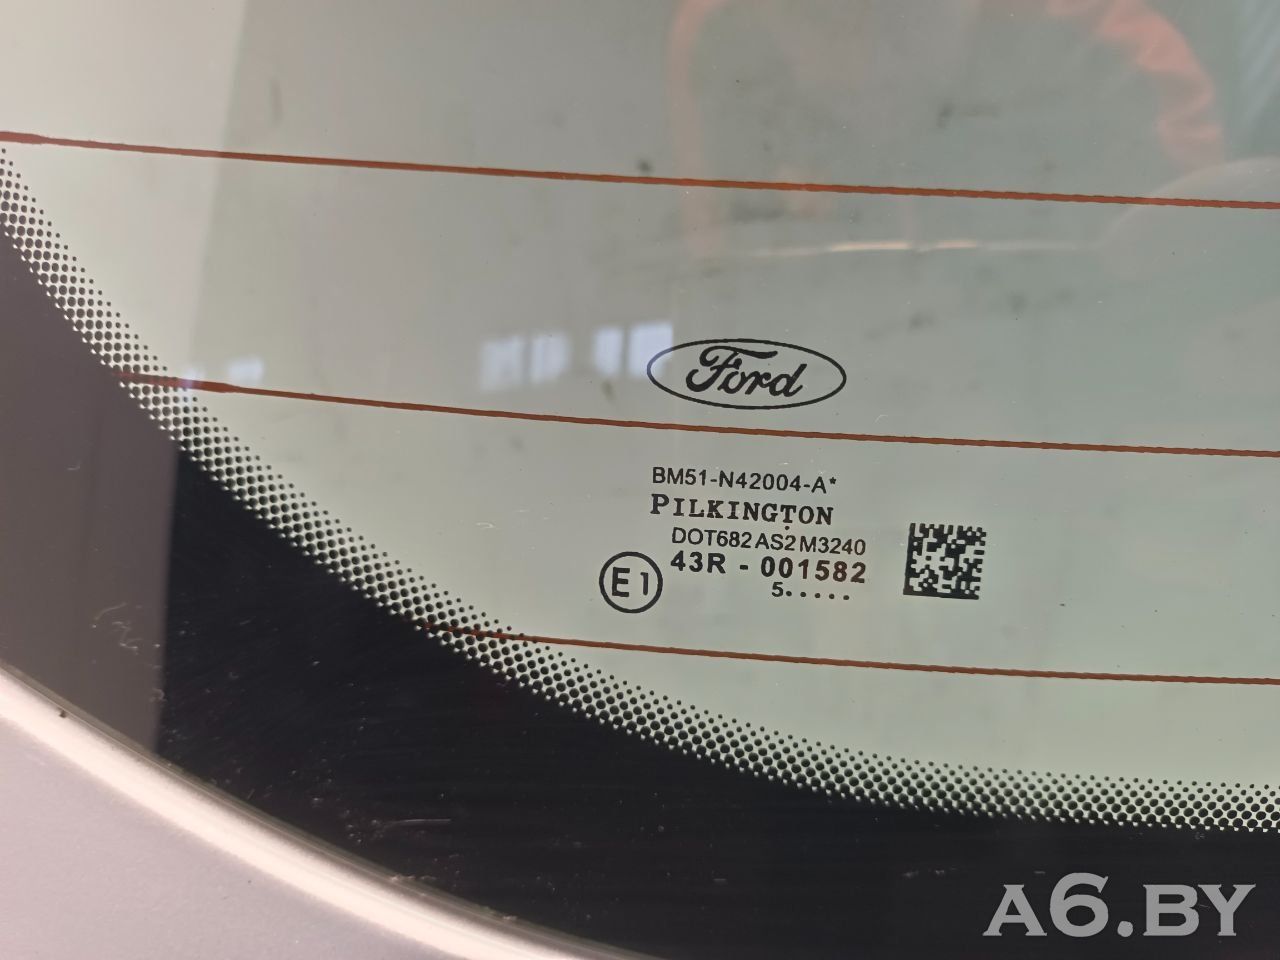 Ford
BM51-N42004-A*
PILKINGTON
DOT682 AS2 M3240
43R - 001582
E1
5.....
A6.BY